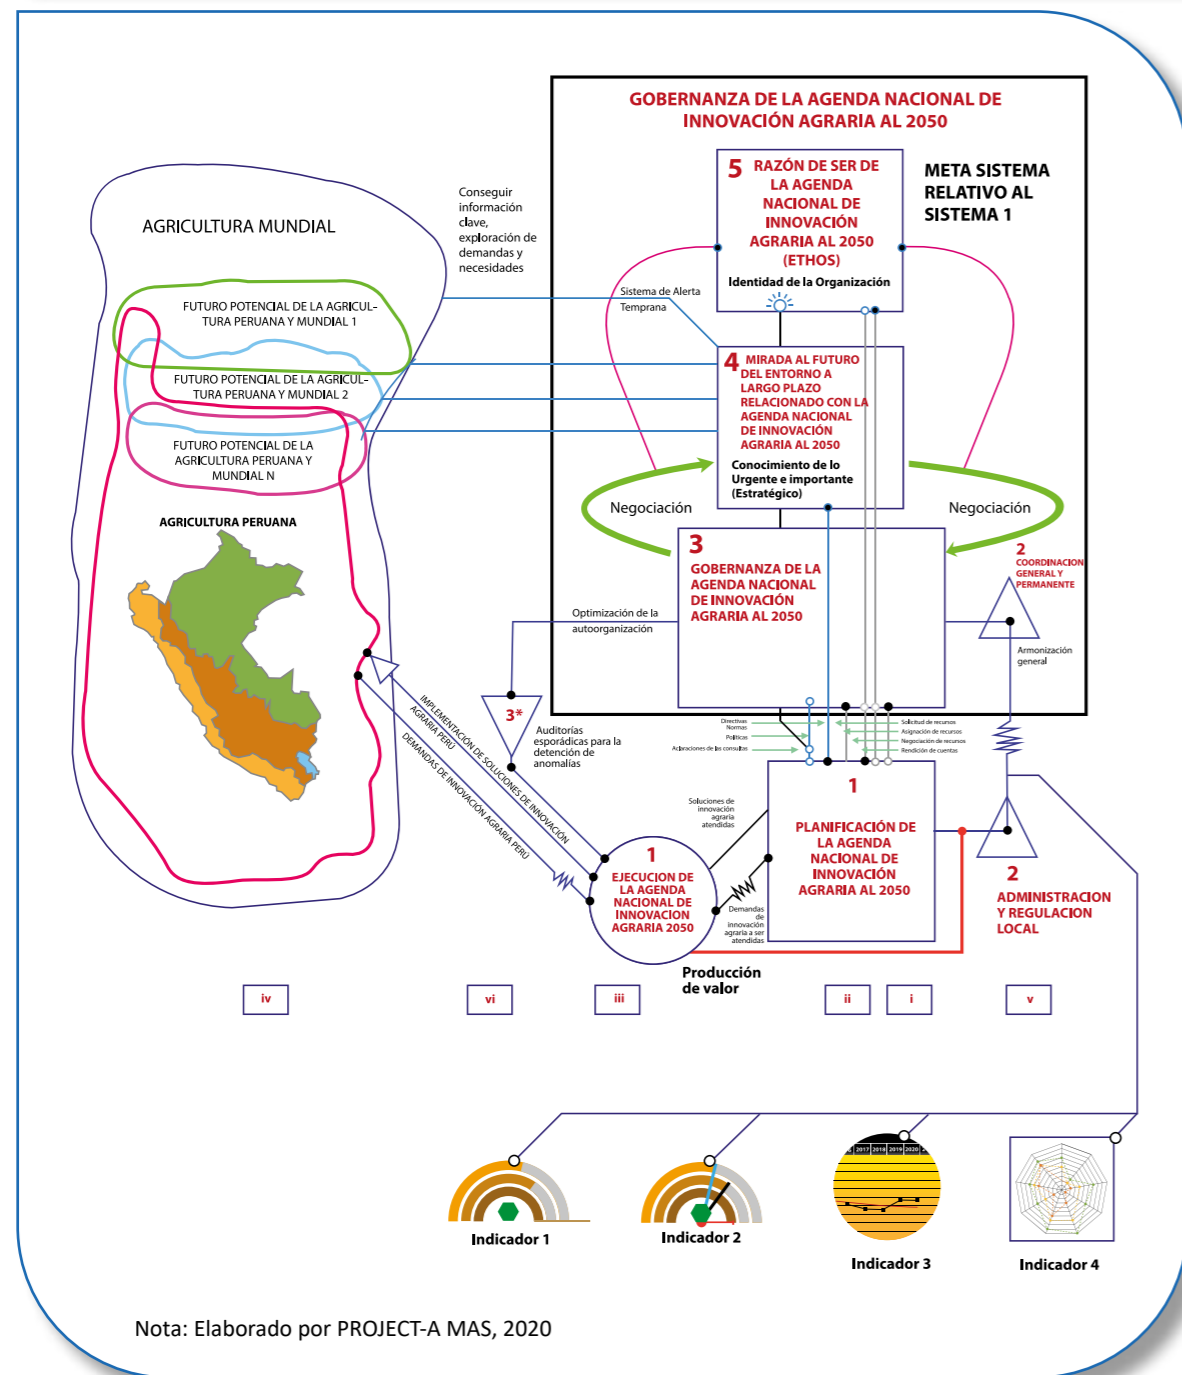 GOBERNANZA DE LA AGENDA NACIONAL DE
INNOVACIÓN AGRARIA AL 2050
5 RAZÓN DE SER DE
LA AGENDA
NACIONAL DE
INNOVACIÓN
AGRARIA AL 2050
(ETHOS)
Identidad de la Organización
META SISTEMA
RELATIVO AL
SISTEMA 1
Conseguir
información
clave,
exploración de
demandas y
necesidades
AGRICULTURA MUNDIAL
Sistema de Alerta
Temprana
FUTURO POTENCIAL DE LA AGRICUL-
TURA PERUANA Y MUNDIAL 1
FUTURO POTENCIAL DE LA AGRICUL-
TURA PERUANA Y MUNDIAL 2
FUTURO POTENCIAL DE LA
AGRICULTURA PERUANA Y
MUNDIAL N
AGRICULTURA PERUANA
4 MIRADA AL FUTURO
DEL ENTORNO A
LARGO PLAZO
RELACIONADO CON LA
AGENDA NACIONAL
DE INNOVACIÓN
AGRARIA AL 2050
Conocimiento de lo
Urgente e importante
(Estratégico)
Negociación
Negociación
3
GOBERNANZA DE LA
AGENDA NACIONAL
DE INNOVACIÓN
AGRARIA AL 2050
2
COORDINACION
GENERAL Y
PERMANENTE
Optimización de la
autoorganización
Armonización
general
3*
Auditorías
esporádicas para la
detención de
anomalías
IMPLEMENTACIÓN DE SOLUCIONES DE INNOVACIÓN
AGRARIA PERÚ
DEMANDAS DE INNOVACIÓN AGRARIA PERÚ
Directivas
Normas
Políticas
Aclaraciones de las consultas
Solicitud de recursos
Asignación de recursos
Negociación de recursos
Rendición de cuentas
Soluciones de
innovación
agraria
atendidas
1
PLANIFICACIÓN DE
LA AGENDA
NACIONAL DE
INNOVACIÓN
AGRARIA AL 2050
1
EJECUCION DE
LA AGENDA
NACIONAL DE
INNOVACION
AGRARIA 2050
Demandas
de
innovación
agraria a ser
atendidas
2
ADMINISTRACION
Y REGULACION
LOCAL
Producción
de valor
iv
vi
iii
ii
i
v
2017 2018 2019 2020
Indicador 1
Indicador 2
Indicador 3
Indicador 4
Nota: Elaborado por PROJECT-A MAS, 2020